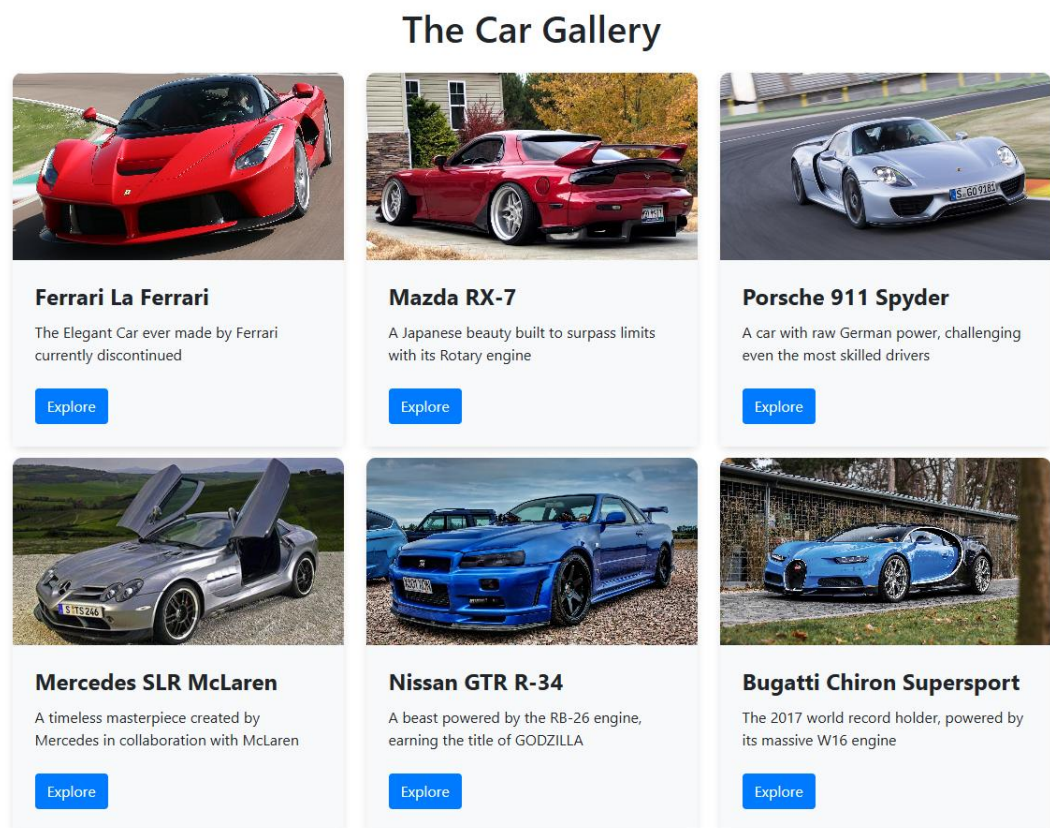 The Car Gallery
Ferrari La Ferrari
The Elegant Car ever made by Ferrari
currently discontinued
Explore
Mazda RX-7
A Japanese beauty built to surpass limits
with its Rotary engine
Explore
S GO 9181
Porsche 911 Spyder
A car with raw German power, challenging
even the most skilled drivers
Explore
S TS 246
Mercedes SLR McLaren
A timeless masterpiece created by
Mercedes in collaboration with McLaren
Explore
Nissan GTR R-34
A beast powered by the RB-26 engine,
earning the title of GODZILLA
Explore
Bugatti Chiron Supersport
The 2017 world record holder, powered by
its massive W16 engine
Explore